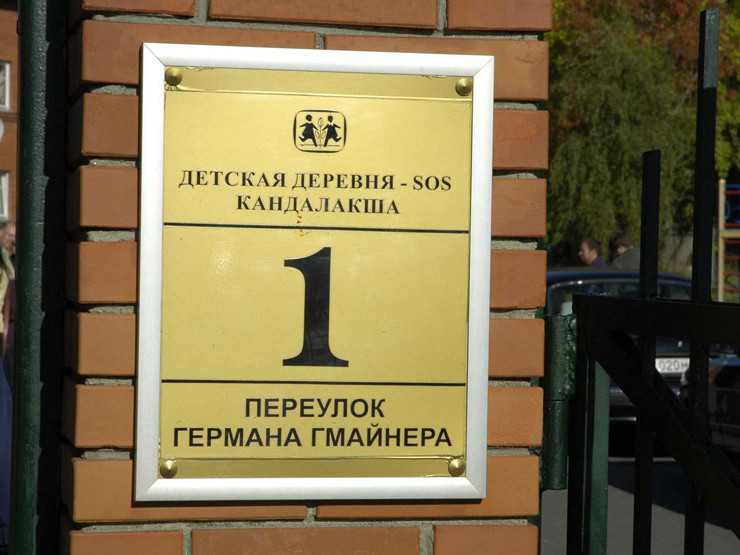 ДЕТСКАЯ ДЕРЕВНЯ - SOS
КАНДАЛАКША
1
ПЕРЕУЛОК
ГЕРМАНА ГМАЙНЕРА